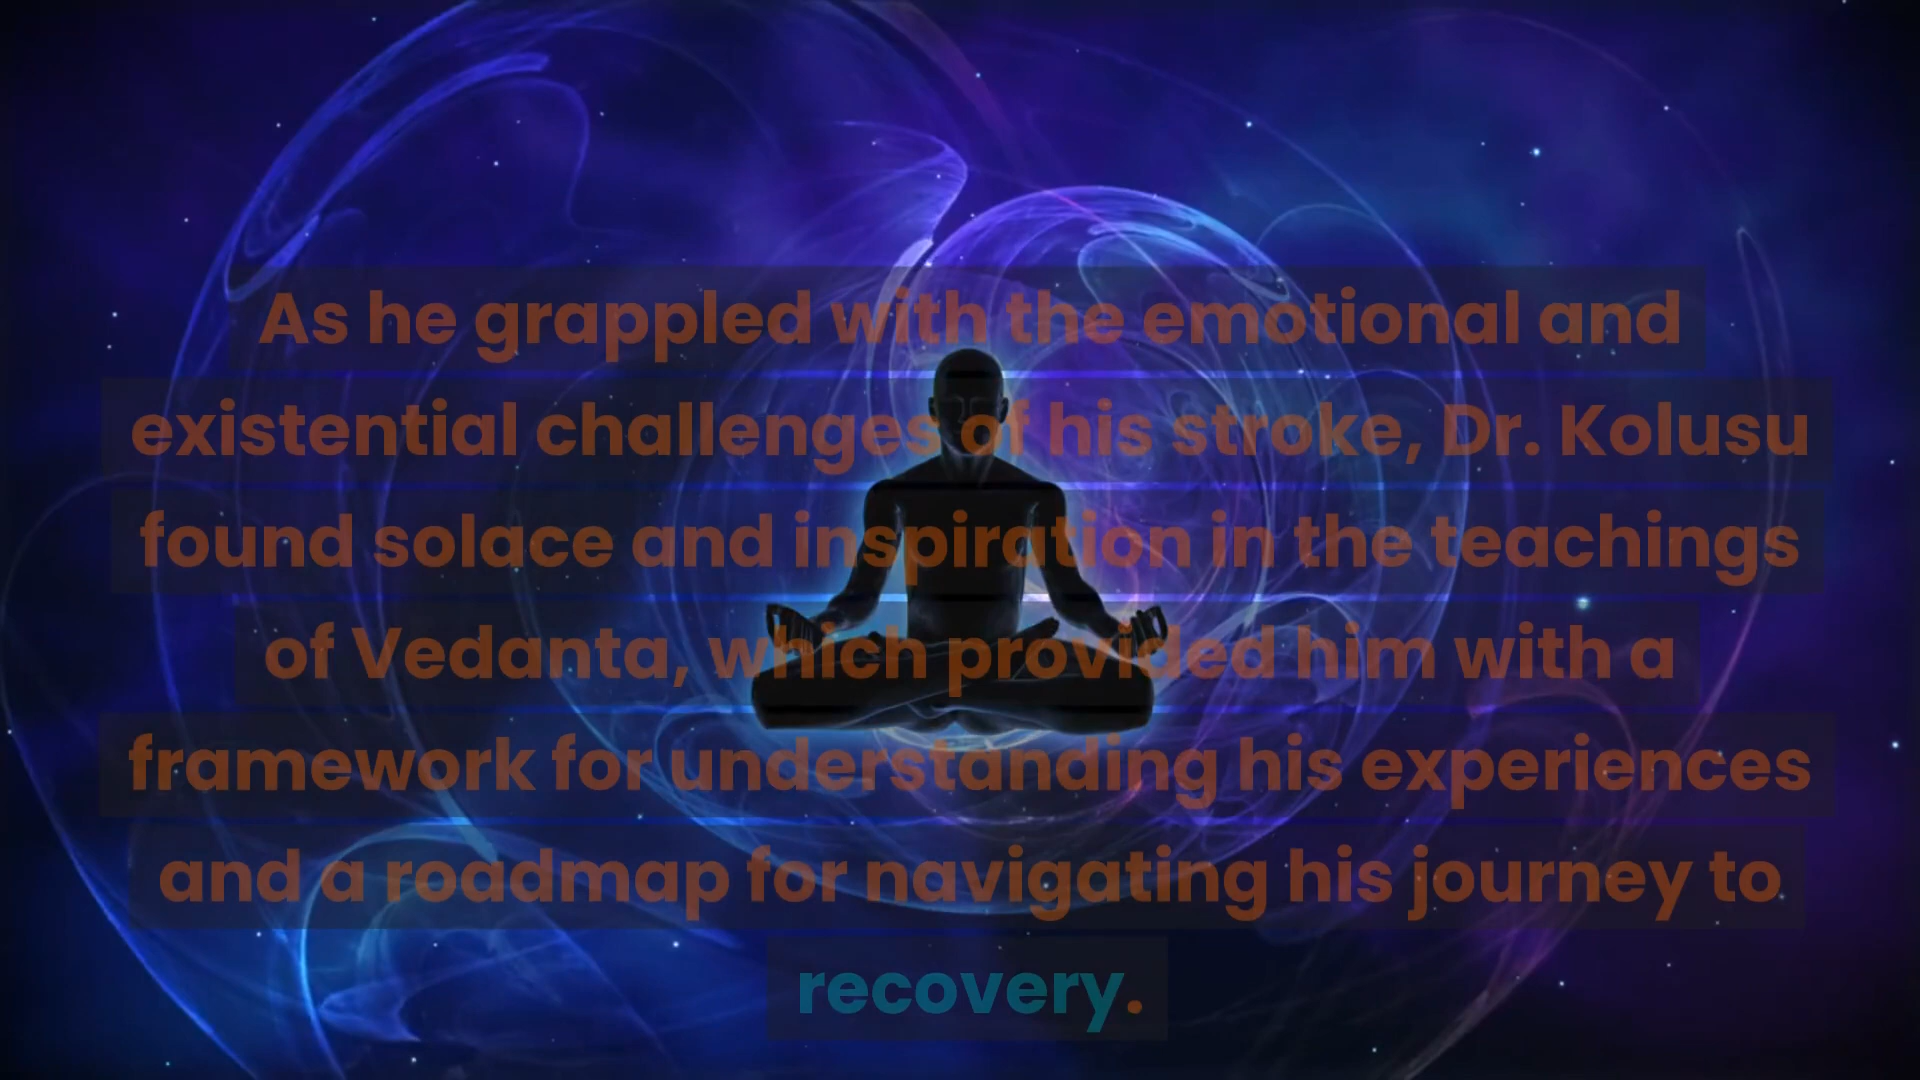 As he grappled with the emotional and
existential challenges of his stroke, Dr. Kolusu
found solace and inspiration in the teachings
of Vedanta, which provided him with a
framework for understanding his experiences
and a roadmap for navigating his journey to
recovery.